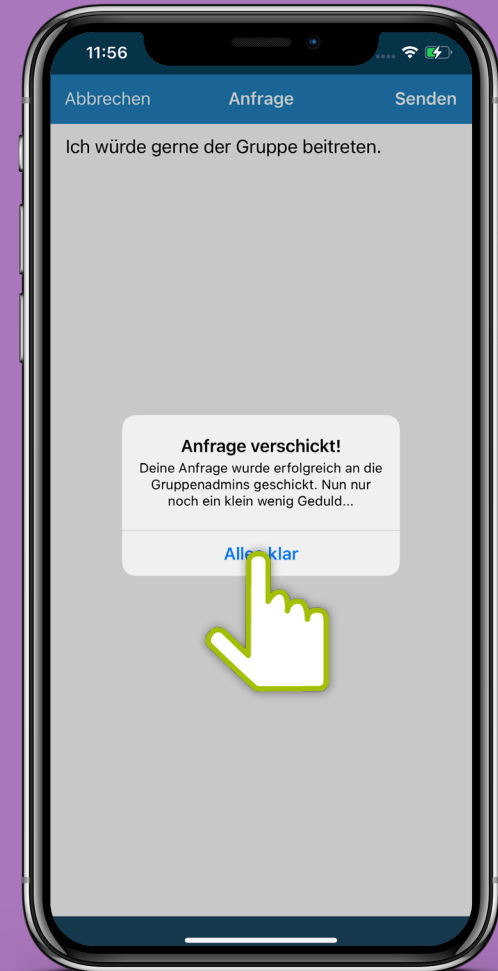 11:56
Abbrechen Anfrage Senden
Ich würde gerne der Gruppe beitreten.
Anfrage verschickt!
Deine Anfrage wurde erfolgreich an die
Gruppenadmins geschickt. Nun nur
noch ein klein wenig Geduld...
Alles klar